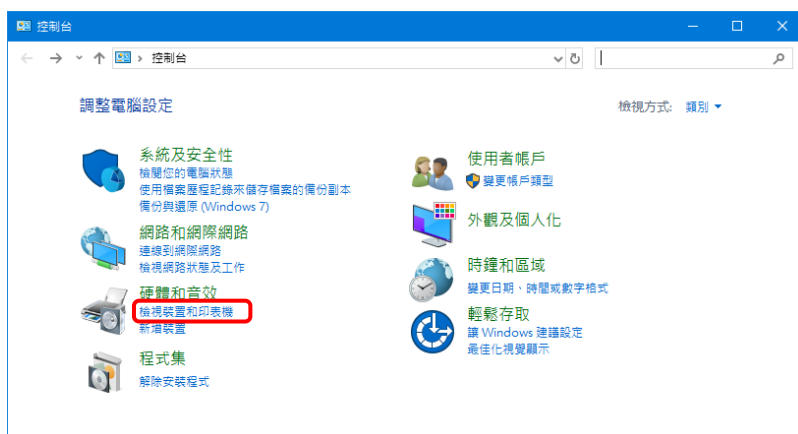 控制台
控制台
調整電腦設定
檢視方式: 類別
系統及安全性
檢閱您的電腦狀態
使用檔案歷程記錄來儲存檔案的備份副本
備份與還原 (Windows 7)
網路和網際網路
連線到網際網路
檢視網路狀態及工作
硬體和音效
檢視裝置和印表機
新增裝置
程式集
解除安裝程式
使用者帳戶
變更帳戶類型
外觀及個人化
時鐘和區域
變更日期、時間或數字格式
輕鬆存取
讓 Windows 建議設定
最佳化視覺顯示